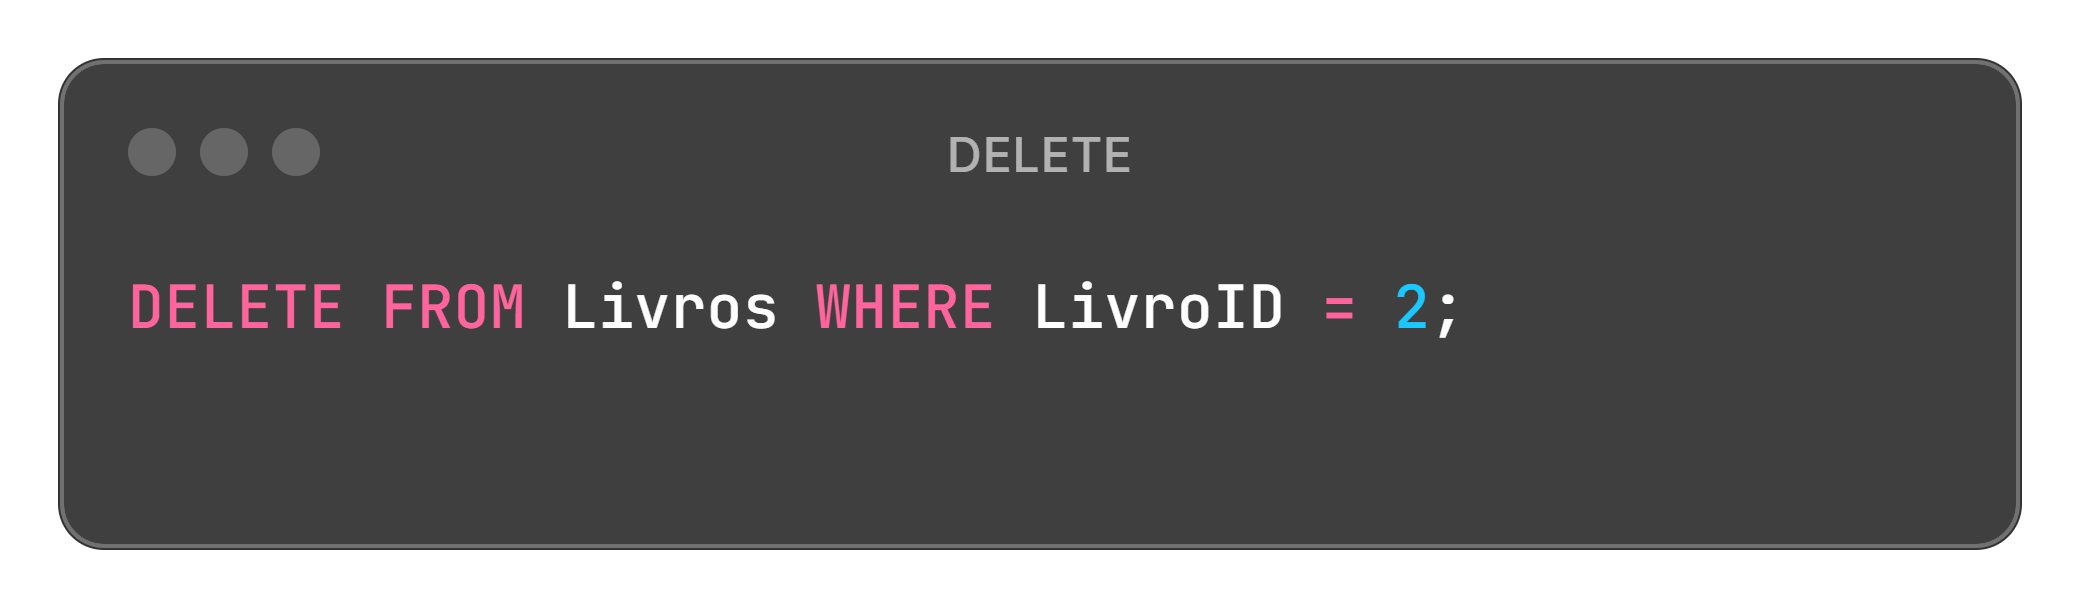 DELETE
DELETE FROM Livros WHERE LivroID = 2;